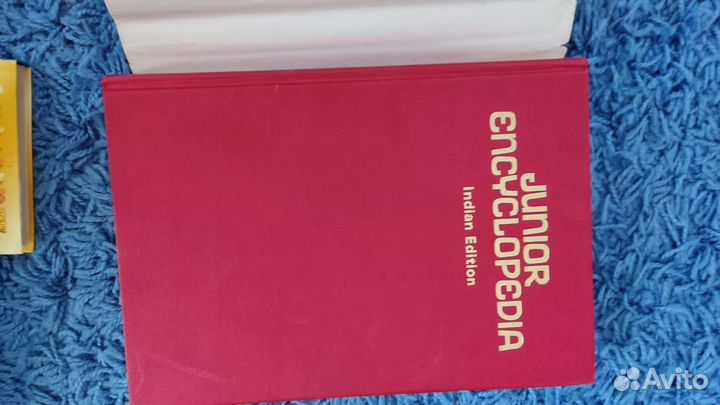 JUNIOR
ENCYCLOPEDIA
Indian Edition
Avito